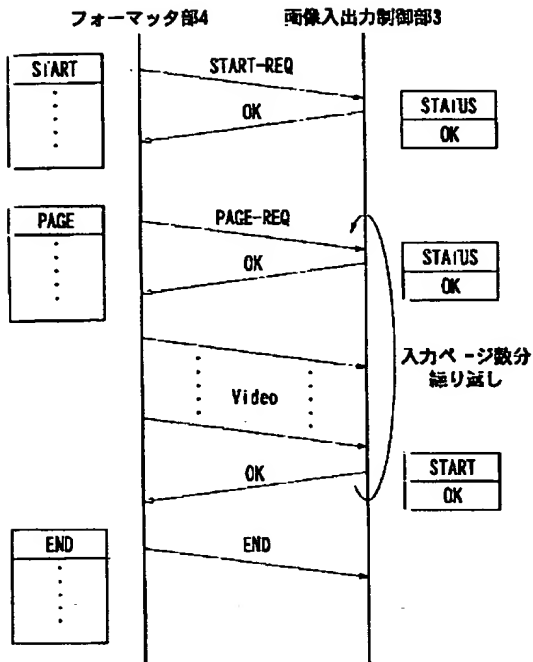 フォーマッタ部4
画像入出力制御部3
START
START-REQ
OK
STATUS
OK
PAGE
PAGE-REQ
OK
STATUS
OK
入力ページ数分
繰り返し
Video
OK
START
OK
END
END